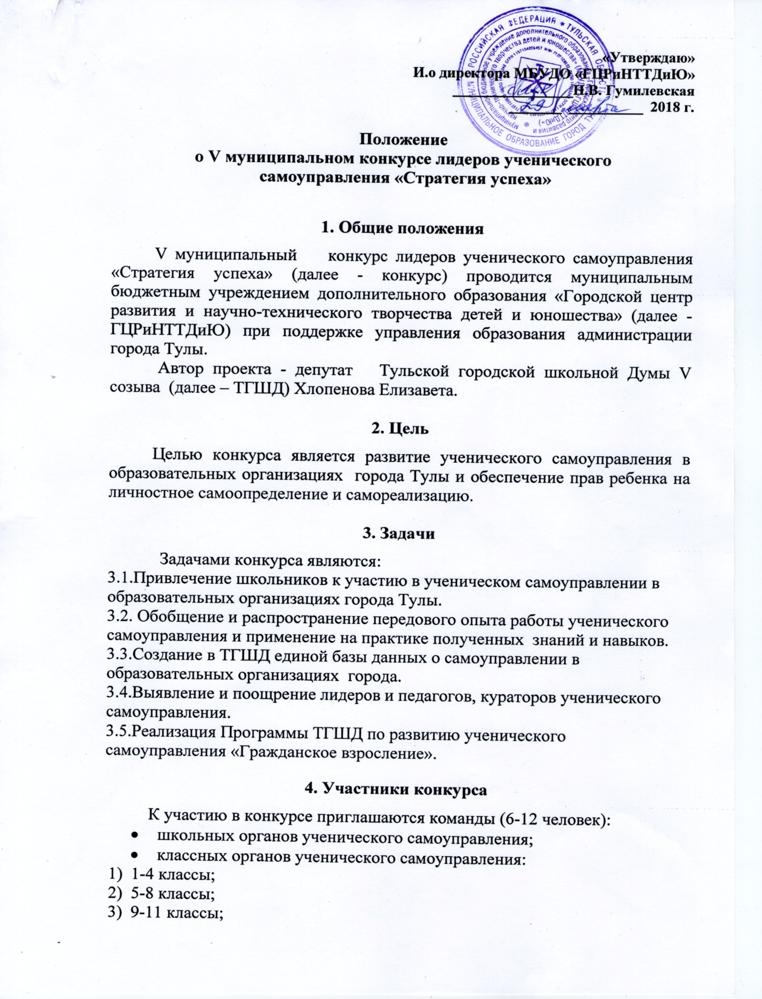 «Утверждаю»
И.о директора МБУДО «ГЦРиНТТДиЮ»
Н.В. Гумилевская
29 марта 2018 г.
РОССИЙСКАЯ ФЕДЕРАЦИЯ * ТУЛЬСКАЯ ОБЛАСТЬ *
МУНИЦИПАЛЬНОЕ ОБРАЗОВАНИЕ ГОРОД ТУЛА
Положение
о V муниципальном конкурсе лидеров ученического
самоуправления «Стратегия успеха»
1. Общие положения
V муниципальный конкурс лидеров ученического самоуправления
«Стратегия успеха» (далее - конкурс) проводится муниципальным
бюджетным учреждением дополнительного образования «Городской центр
развития и научно-технического творчества детей и юношества» (далее -
ГЦРиНТТДиЮ) при поддержке управления образования администрации
города Тулы.
Автор проекта - депутат Тульской городской школьной Думы V
созыва (далее – ТГШД) Хлопенова Елизавета.
2. Цель
Целью конкурса является развитие ученического самоуправления в
образовательных организациях города Тулы и обеспечение прав ребенка на
личностное самоопределение и самореализацию.
3. Задачи
Задачами конкурса являются:
3.1.Привлечение школьников к участию в ученическом самоуправлении в
образовательных организациях города Тулы.
3.2. Обобщение и распространение передового опыта работы ученического
самоуправления и применение на практике полученных знаний и навыков.
3.3.Создание в ТГШД единой базы данных о самоуправлении в
образовательных организациях города.
3.4.Выявление и поощрение лидеров и педагогов, кураторов ученического
самоуправления.
3.5.Реализация Программы ТГШД по развитию ученического
самоуправления «Гражданское взросление».
4. Участники конкурса
К участию в конкурсе приглашаются команды (6-12 человек):
• школьных органов ученического самоуправления;
• классных органов ученического самоуправления:
1) 1-4 классы;
2) 5-8 классы;
3) 9-11 классы;